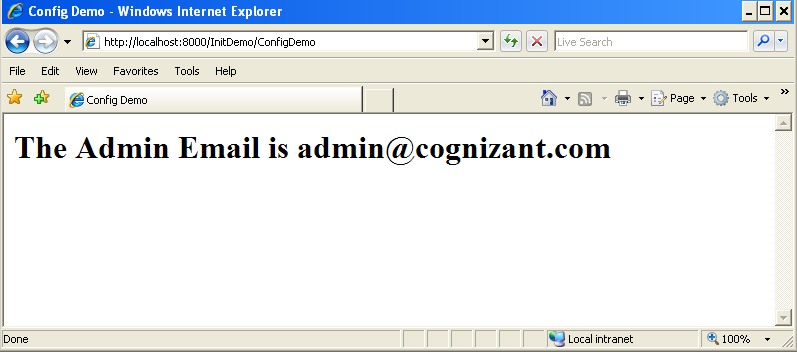 Config Demo - Windows Internet Explorer
http://localhost:8000/InitDemo/ConfigDemo
Live Search
File Edit View Favorites Tools Help
Config Demo
Page Tools
The Admin Email is admin@cognizant.com
Done Local intranet 100%